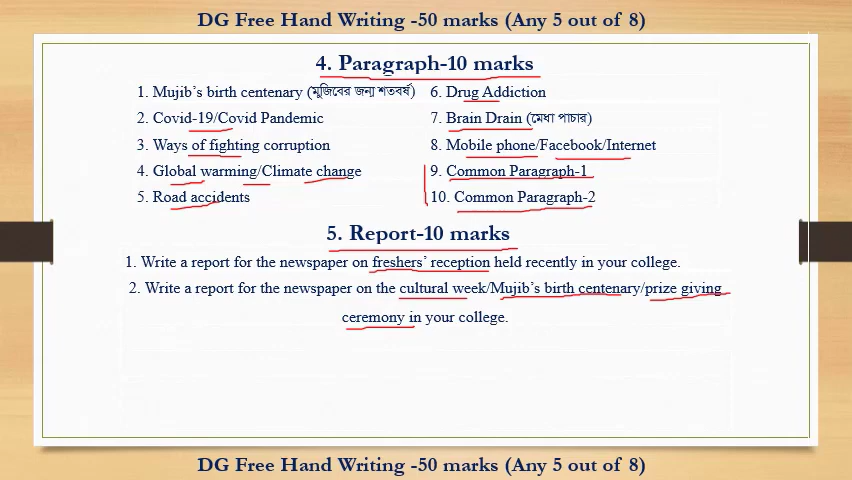 DG Free Hand Writing -50 marks (Any 5 out of 8)
4. Paragraph-10 marks
1. Mujib's birth centenary (মুজিবের জন্ম শতবর্ষ)
2. Covid-19/Covid Pandemic
3. Ways of fighting corruption
4. Global warming/Climate change
5. Road accidents
6. Drug Addiction
7. Brain Drain (মেধা পাচার)
8. Mobile phone/Facebook/Internet
9. Common Paragraph-1
10. Common Paragraph-2
5. Report-10 marks
1. Write a report for the newspaper on freshers' reception held recently in your college.
2. Write a report for the newspaper on the cultural week/Mujib's birth centenary/prize giving
ceremony in your college.
DG Free Hand Writing -50 marks (Any 5 out of 8)